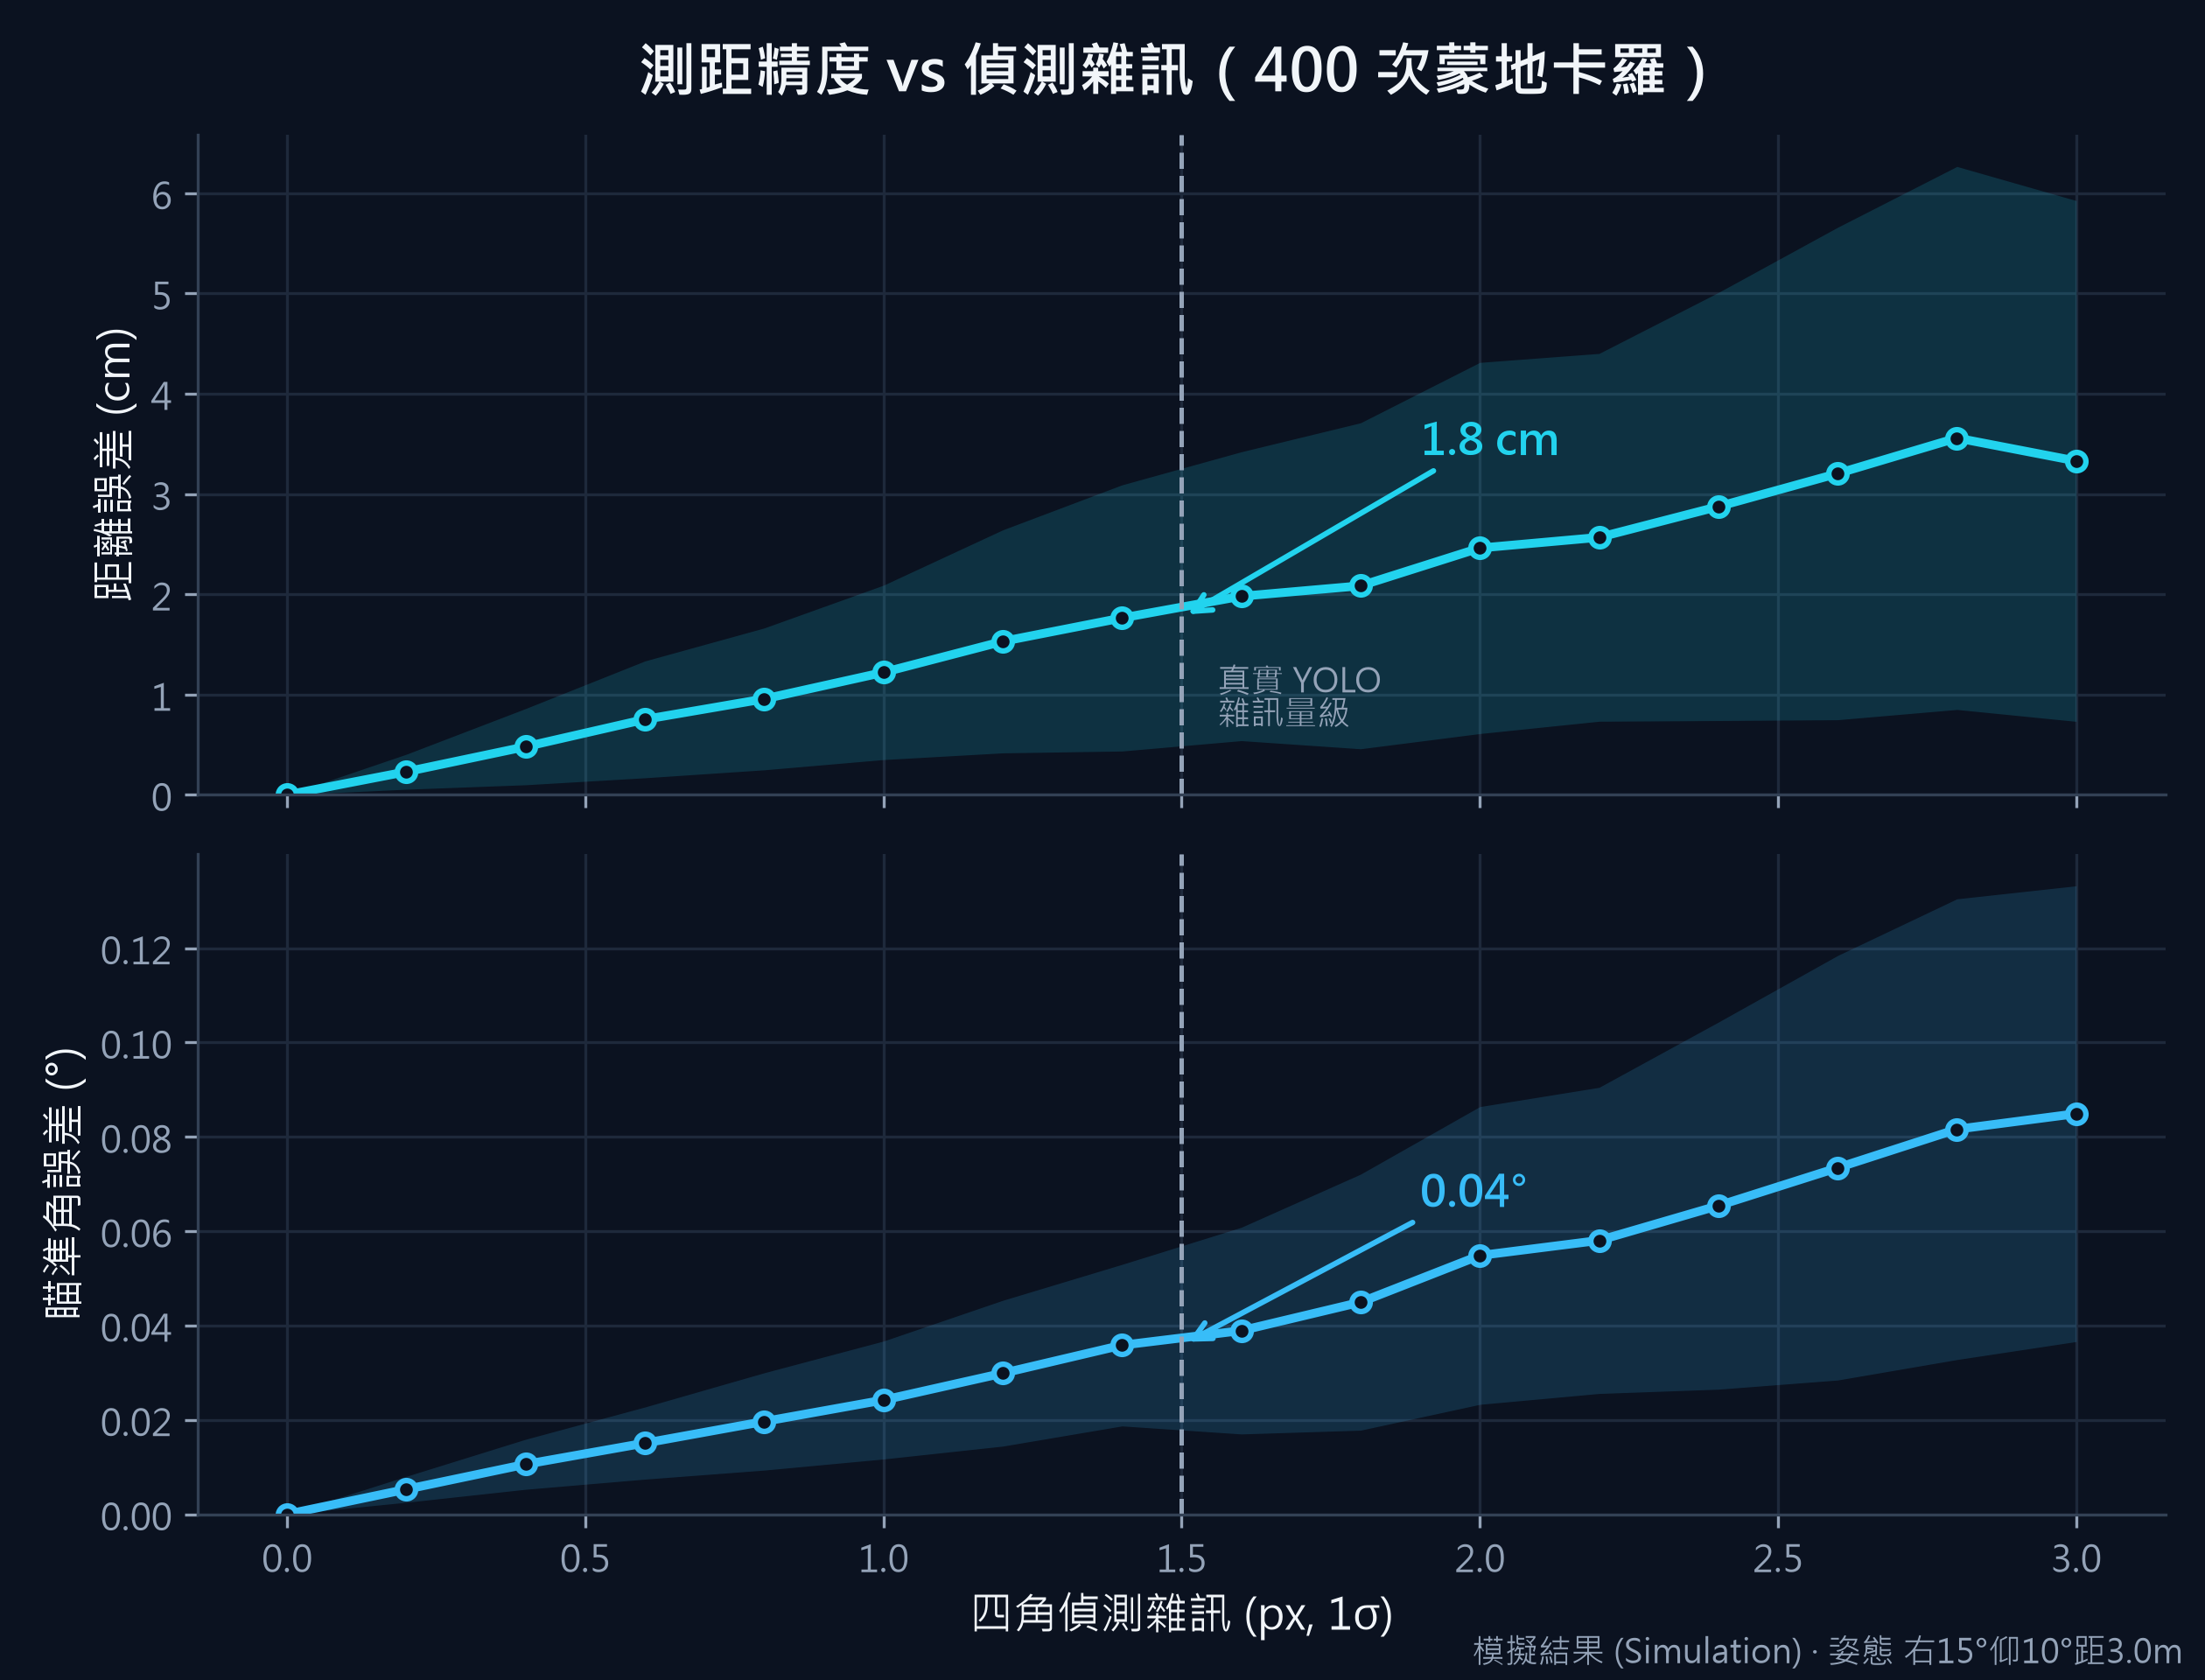 測距精度 vs 偵測雜訊（400 次蒙地卡羅）
距離誤差 (cm)
6
5
4
3
2
1
0
1.8 cm
真實 YOLO
雜訊量級
瞄準角誤差 (°)
0.12
0.10
0.08
0.06
0.04
0.02
0.00
0.04°
0.0 0.5 1.0 1.5 2.0 2.5 3.0
四角偵測雜訊 (px, 1σ)
模擬結果 (Simulation) · 姿態 右15°仰10°距3.0m